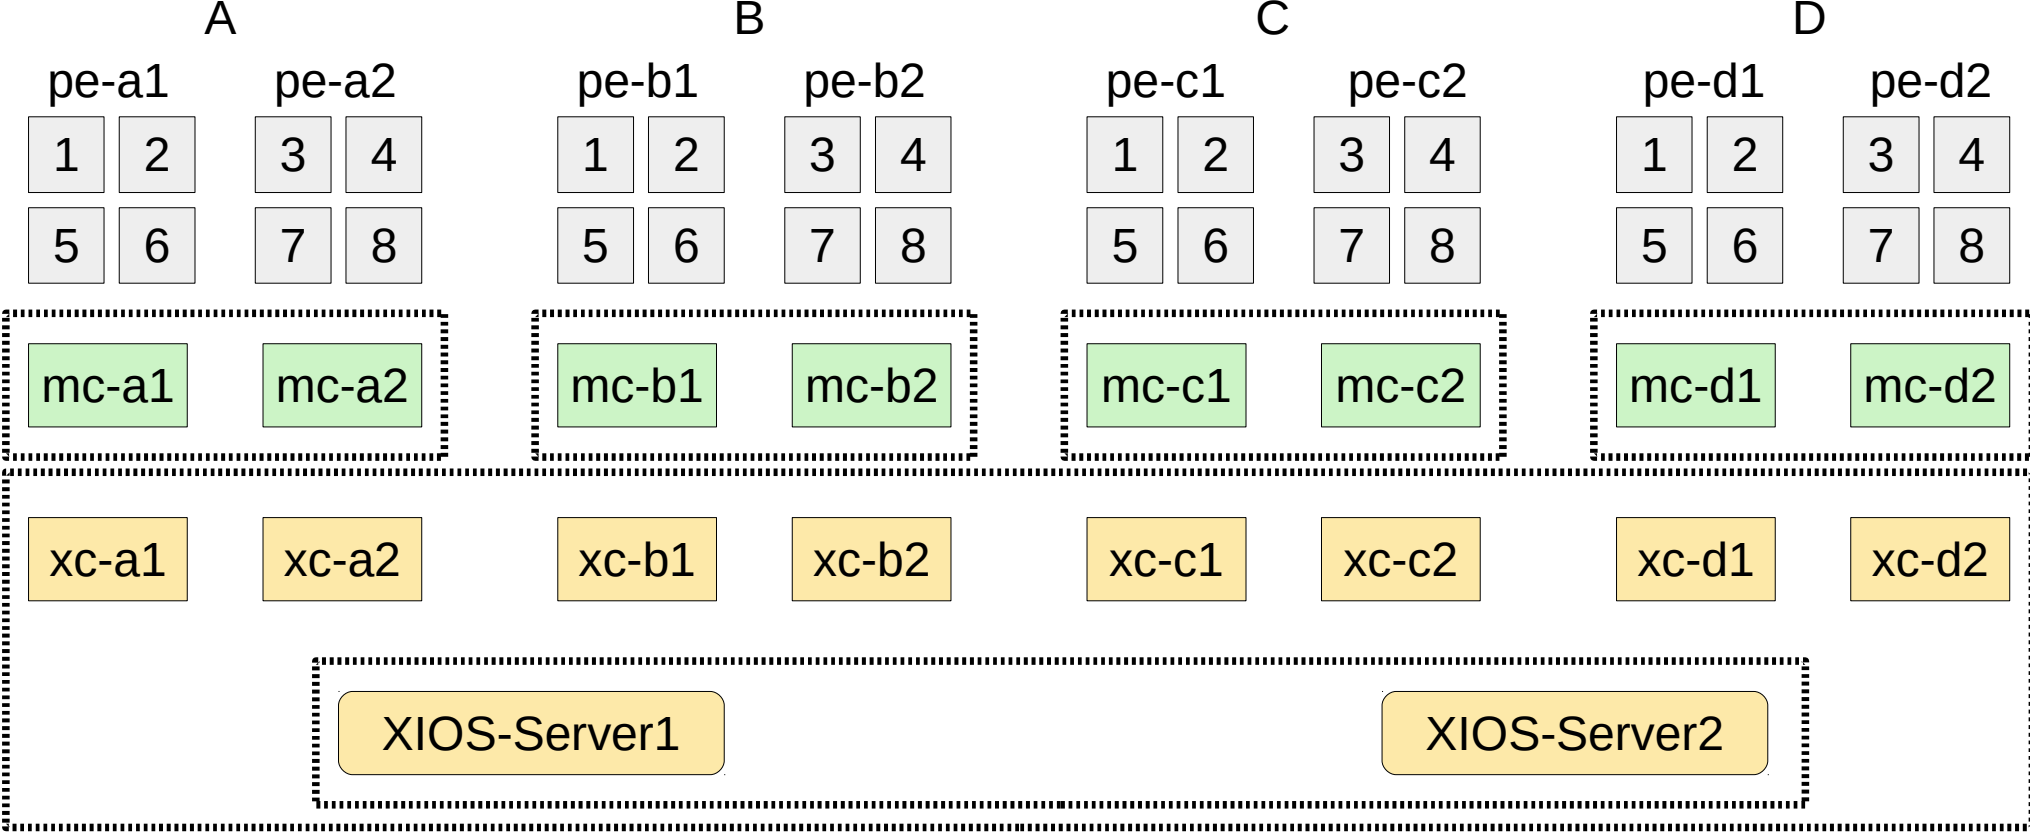 A B C D
pe-a1 pe-a2 pe-b1 pe-b2 pe-c1 pe-c2 pe-d1 pe-d2
1 2 3 4 1 2 3 4 1 2 3 4 1 2 3 4
5 6 7 8 5 6 7 8 5 6 7 8 5 6 7 8
mc-a1 mc-a2 mc-b1 mc-b2 mc-c1 mc-c2 mc-d1 mc-d2
xc-a1 xc-a2 xc-b1 xc-b2 xc-c1 xc-c2 xc-d1 xc-d2
XIOS-Server1 XIOS-Server2